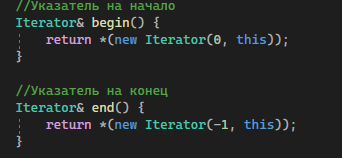 //Указатель на начало
Iterator& begin() {
return *(new Iterator(0, this));
}
//Указатель на конец
Iterator& end() {
return *(new Iterator(-1, this));
}